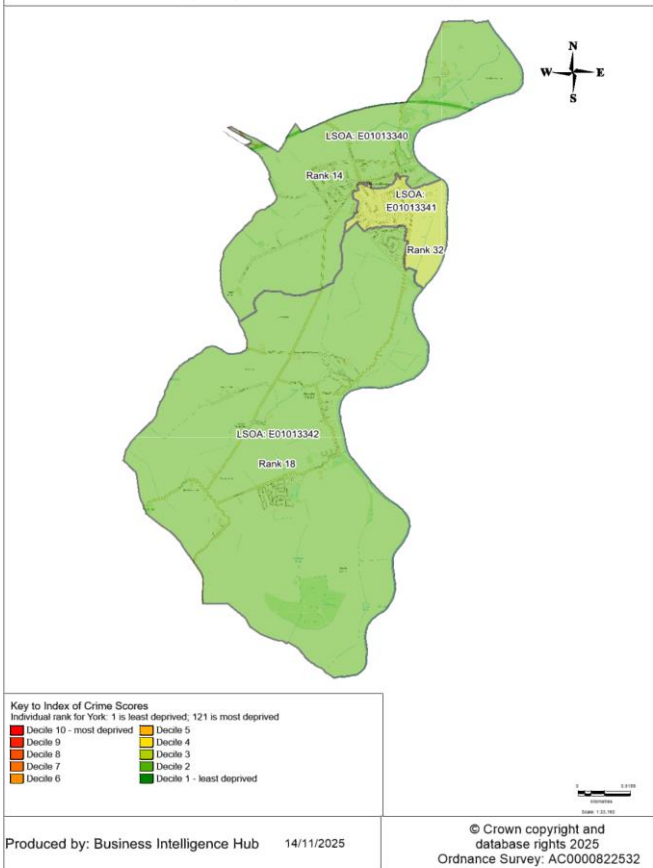 N
W E
S
LSOA: E01013340
Rank 14
LSOA:
E01013341
Rank 32
LSOA: E01013342
Rank 18
Key to Index of Crime Scores
Individual rank for York: 1 is least deprived; 121 is most deprived
Decile 10 - most deprived
Decile 9
Decile 8
Decile 7
Decile 6
Decile 5
Decile 4
Decile 3
Decile 2
Decile 1 - least deprived
kilometres
Produced by: Business Intelligence Hub 14/11/2025
© Crown copyright and
database rights 2025
Ordnance Survey: AC0000822532